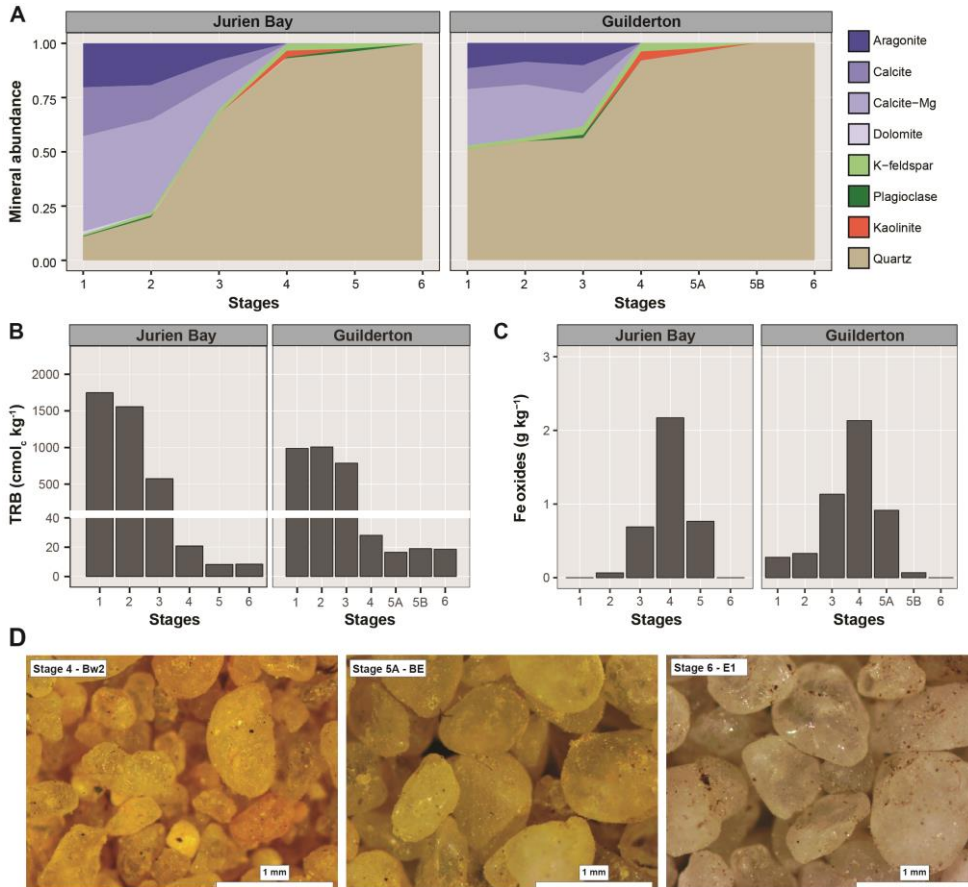 A
Jurien Bay
Guilderton
Mineral abundance
1.00
0.75
0.50
0.25
0.00
1 2 3 4 5 6
1 2 3 4 5A 5B 6
Stages
Stages
Aragonite
Calcite
Calcite–Mg
Dolomite
K–feldspar
Plagioclase
Kaolinite
Quartz
B
Jurien Bay
Guilderton
TRB (cmolc kg-1)
2000
1500
1000
500
40
20
0
1 2 3 4 5 6
1 2 3 4 5A 5B 6
Stages
Stages
C
Jurien Bay
Guilderton
Fe oxides (g kg−1)
3
2
1
0
1 2 3 4 5 6
1 2 3 4 5A 5B 6
Stages
Stages
D
Stage 4 - Bw2
1 mm
Stage 5A - BE
1 mm
Stage 6 - E1
1 mm